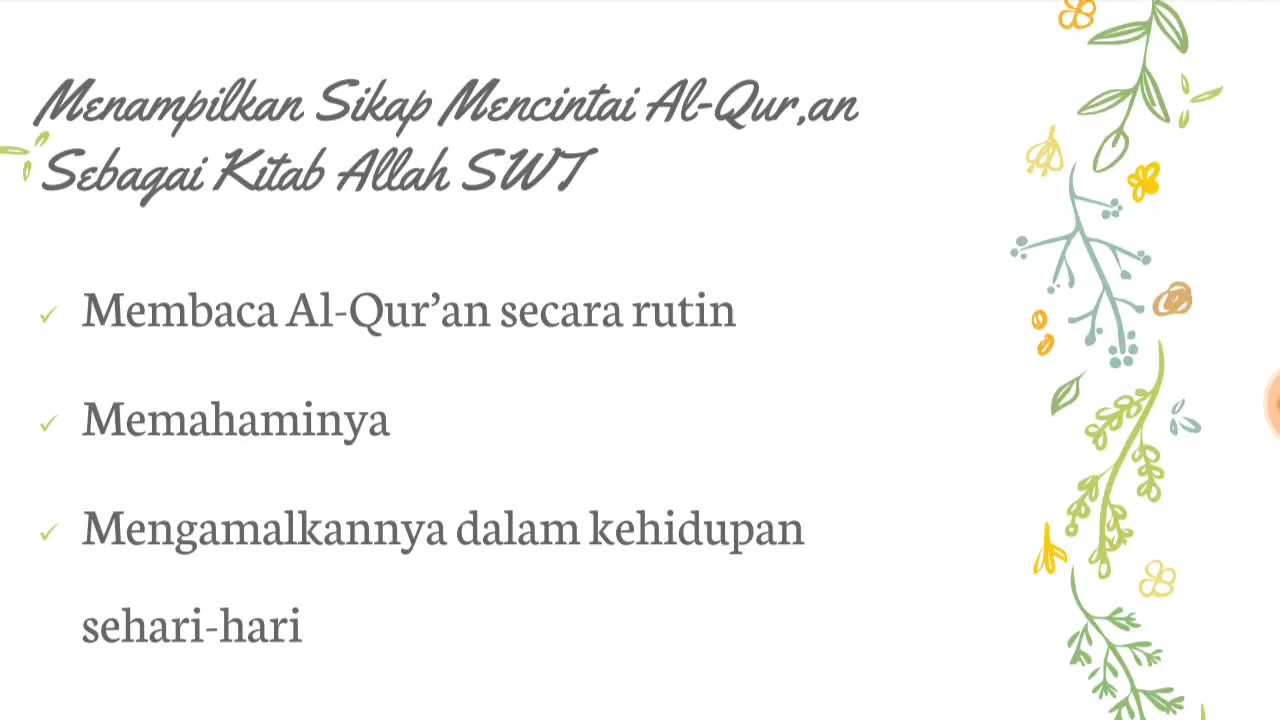 Menampilkan Sikap Mencintai Al-Qur,an
Sebagai Kitab Allah SWT
Membaca Al-Qur’an secara rutin
Memahaminya
Mengamalkannya dalam kehidupan
sehari-hari